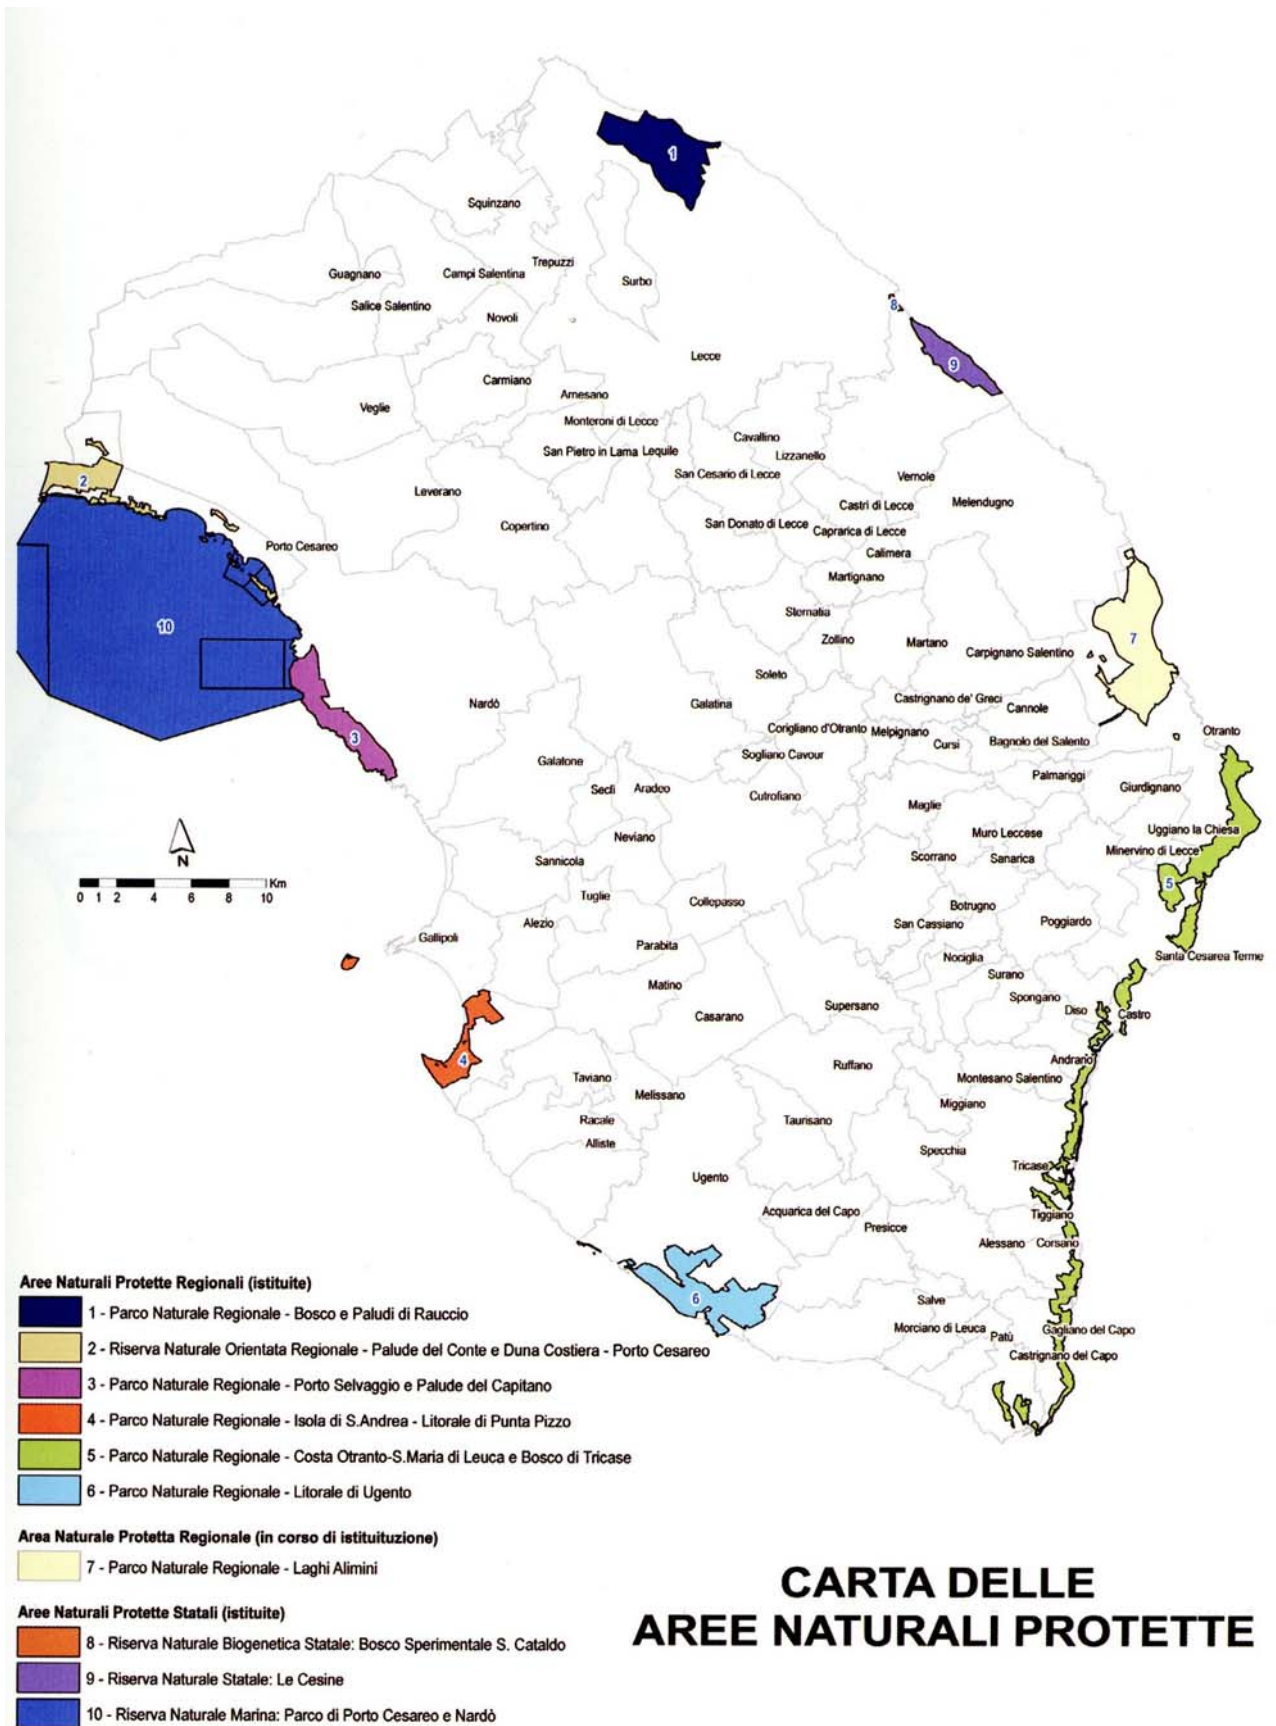 1
Squinzano
Trepuzzi
Guagnano
Campi Salentina
Surbo
Salice Salentino
8
Novoli
Lecce
9
Carmiano
Arnesano
Veglie
Monteroni di Lecce
Cavallino
San Pietro in Lama
Lequile
Lizzanello
San Cesario di Lecce
Vernole
2
Leverano
Melendugno
Castri di Lecce
Copertino
San Donato di Lecce
Caprarica di Lecce
Porto Cesareo
Calimera
Martignano
Sternatia
10
Zollino
Martano
7
Carpignano Salentino
Soleto
Nardò
Galatina
Castrignano de' Greci
Cannole
3
Corigliano d'Otranto
Melpignano
Otranto
Cursi
Bagnolo del Salento
Sogliano Cavour
Galatone
Palmariggi
Secli
Aradeo
Giurdignano
Cutrofiano
Maglie
N
Neviano
Muro Leccese
Uggiano la Chiesa
Minervino di Lecce
Sannicola
Scorrano
Sanarica
5
Km
0 1 2 4 6 8 10
Tuglie
Collepasso
Botrugno
Alezio
San Cassiano
Poggiardo
Gallipoli
Parabita
Nociglia
Santa Cesarea Terme
Surano
Matino
Spongano
Supersano
Diso
Castro
Casarano
4
Andrano
Ruffano
Taviano
Montesano Salentino
Melissano
Miggiano
Racale
Taurisano
Alliste
Specchia
Tricase
Ugento
Acquarica del Capo
Tiggiano
Presicce
Alessano
Corsano
6
Salve
Morciano di Leuca
Patù
Gagliano del Capo
Castrignano del Capo
Aree Naturali Protette Regionali (istituite)
1 - Parco Naturale Regionale - Bosco e Paludi di Rauccio
2 - Riserva Naturale Orientata Regionale - Palude del Conte e Duna Costiera - Porto Cesareo
3 - Parco Naturale Regionale - Porto Selvaggio e Palude del Capitano
4 - Parco Naturale Regionale - Isola di S.Andrea - Litorale di Punta Pizzo
5 - Parco Naturale Regionale - Costa Otranto-S.Maria di Leuca e Bosco di Tricase
6 - Parco Naturale Regionale - Litorale di Ugento
Area Naturale Protetta Regionale (in corso di istituituzione)
7 - Parco Naturale Regionale - Laghi Alimini
Aree Naturali Protette Statali (istituite)
8 - Riserva Naturale Biogenetica Statale: Bosco Sperimentale S. Cataldo
9 - Riserva Naturale Statale: Le Cesine
10 - Riserva Naturale Marina: Parco di Porto Cesareo e Nardò
CARTA DELLE
AREE NATURALI PROTETTE